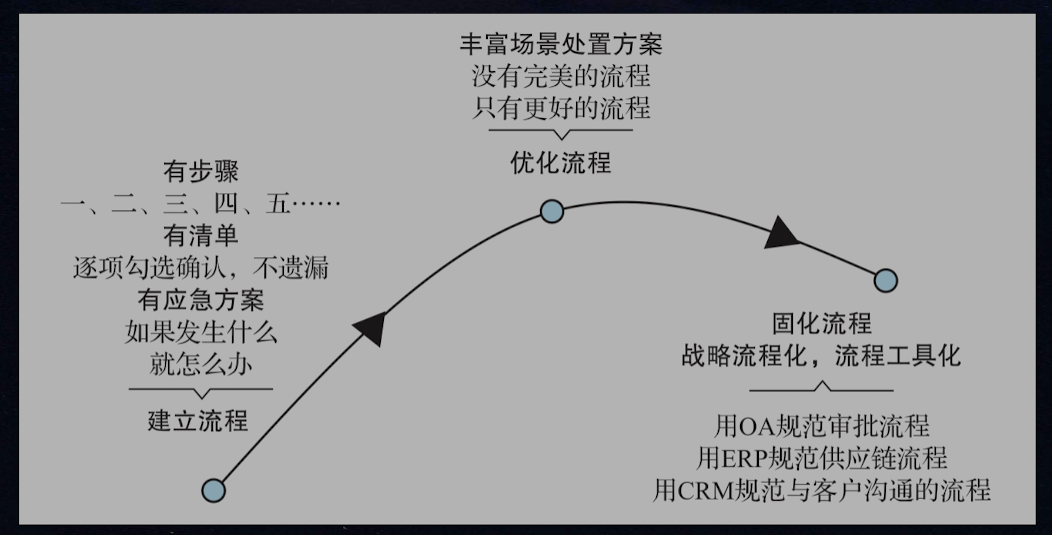 丰富场景处置方案
没有完美的流程
只有更好的流程
优化流程
有步骤
一、二、三、四、五……
有清单
逐项勾选确认，不遗漏
有应急方案
如果发生什么
就怎么办
建立流程
固化流程
战略流程化，流程工具化
用OA规范审批流程
用ERP规范供应链流程
用CRM规范与客户沟通的流程